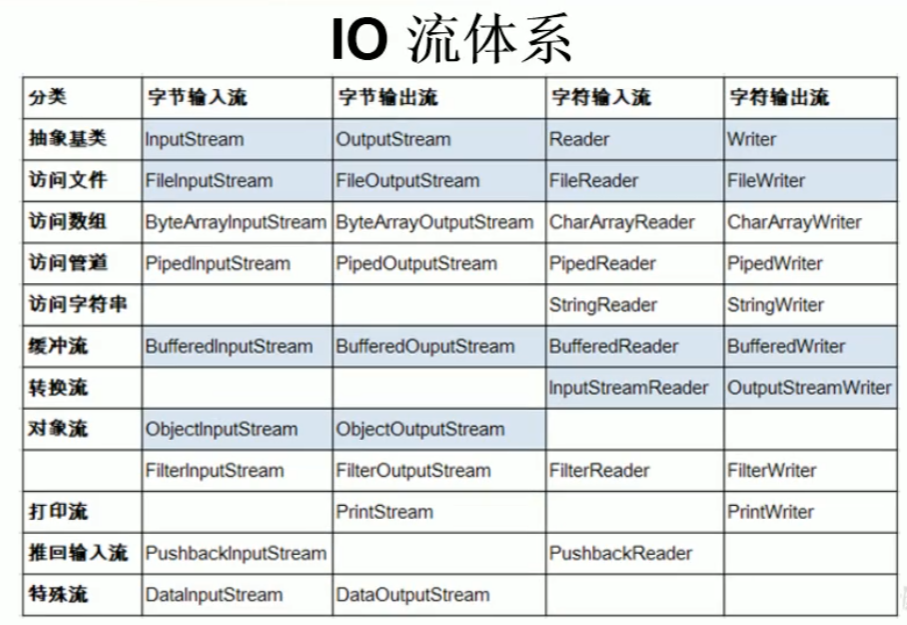 IO 流体系
分类 字节输入流 字节输出流 字符输入流 字符输出流
抽象基类 InputStream OutputStream Reader Writer
访问文件 FileInputStream FileOutputStream FileReader FileWriter
访问数组 ByteArrayInputStream ByteArrayOutputStream CharArrayReader CharArrayWriter
访问管道 PipedInputStream PipedOutputStream PipedReader PipedWriter
访问字符串 StringReader StringWriter
缓冲流 BufferedInputStream BufferedOuputStream BufferedReader BufferedWriter
转换流 InputStreamReader OutputStreamWriter
对象流 ObjectInputStream ObjectOutputStream
FilterInputStream FilterOutputStream FilterReader FilterWriter
打印流 PrintStream PrintWriter
推回输入流 PushbackInputStream PushbackReader
特殊流 DataInputStream DataOutputStream